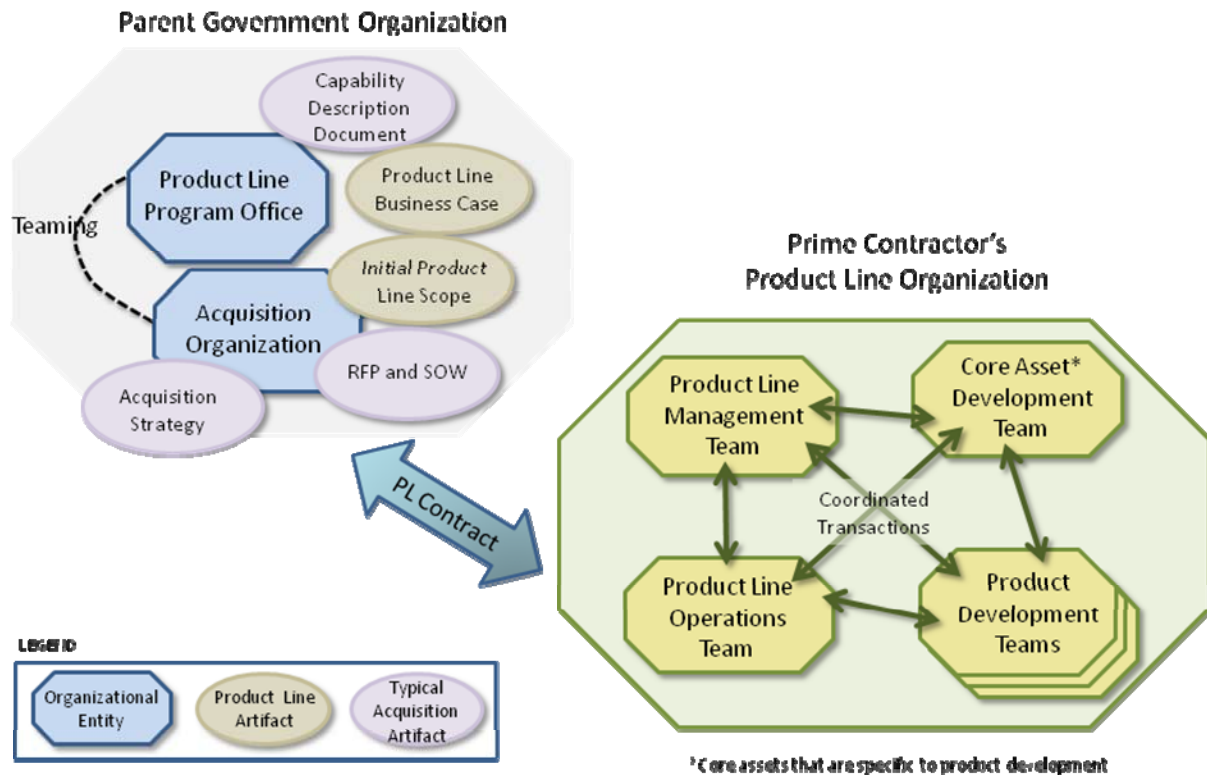 Parent Government Organization
Capability
Description
Document
Product Line
Program Office
Product Line
Business Case
Teaming
Initial Product
Line Scope
Acquisition
Organization
RFP and SOW
Acquisition
Strategy
PL Contract
Prime Contractor's
Product Line Organization
Product Line
Management
Team
Core Asset*
Development
Team
Coordinated
Transactions
Product Line
Operations
Team
Product
Development
Teams
LEGEND
Organizational
Entity
Product Line
Artifact
Typical
Acquisition
Artifact
*Core assets that are specific to product development